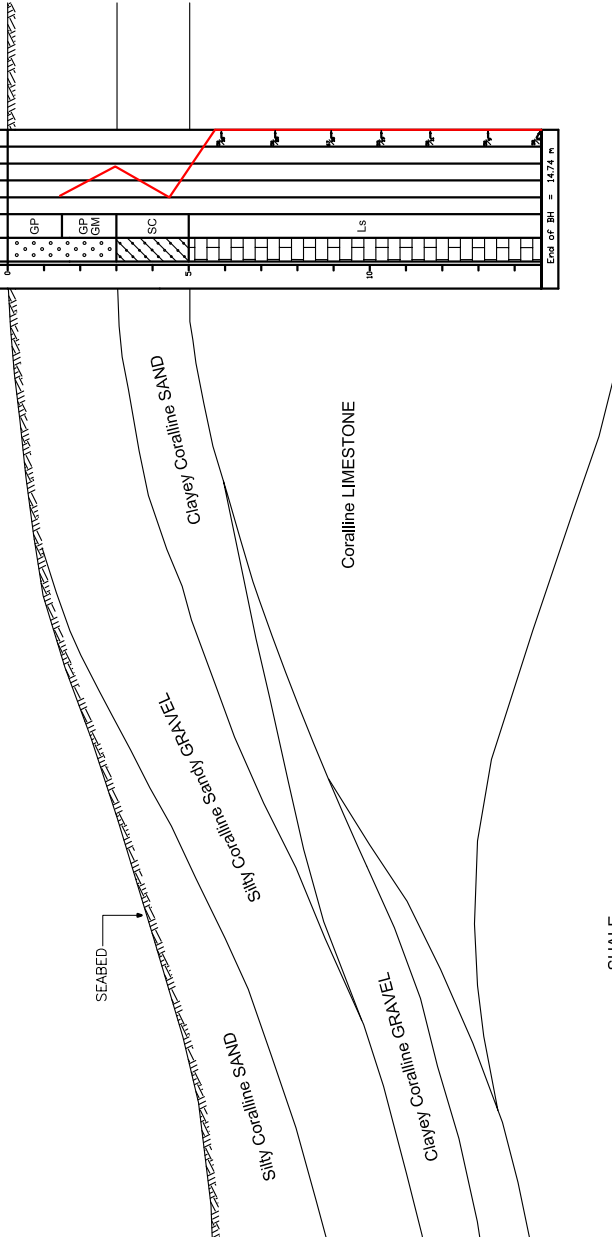 SEABED
Silty Coralline SAND
Silty Coralline Sandy GRAVEL
Clayey Coralline GRAVEL
Clayey Coralline SAND
Coralline LIMESTONE
0
5
10
GP
GP
GM
SC
Ls
End of BH = 14.74 m